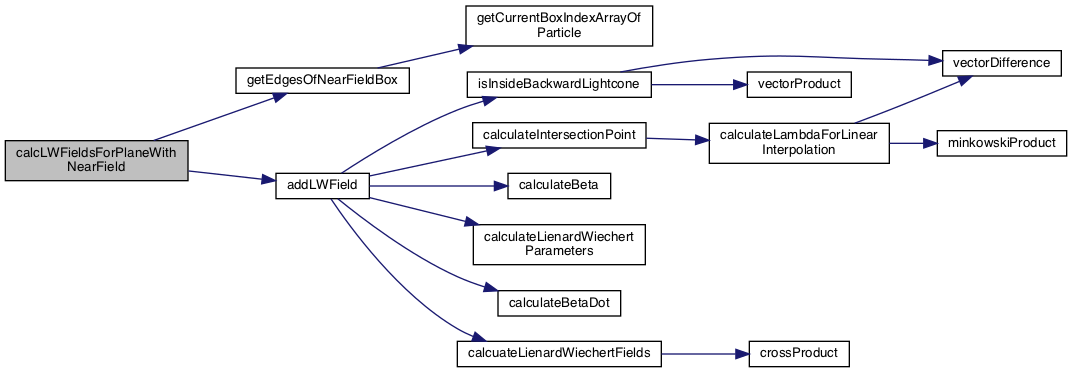 getCurrentBoxIndexArrayOf
Particle
getEdgesOfNearFieldBox
vectorDifference
isInsideBackwardLightcone
vectorProduct
calculateIntersectionPoint
calculateLambdaForLinear
Interpolation
minkowskiProduct
calcLWFieldsForPlaneWith
NearField
addLWField
calculateBeta
calculateLienardWiechert
Parameters
calculateBetaDot
calcuateLienardWiechertFields
crossProduct